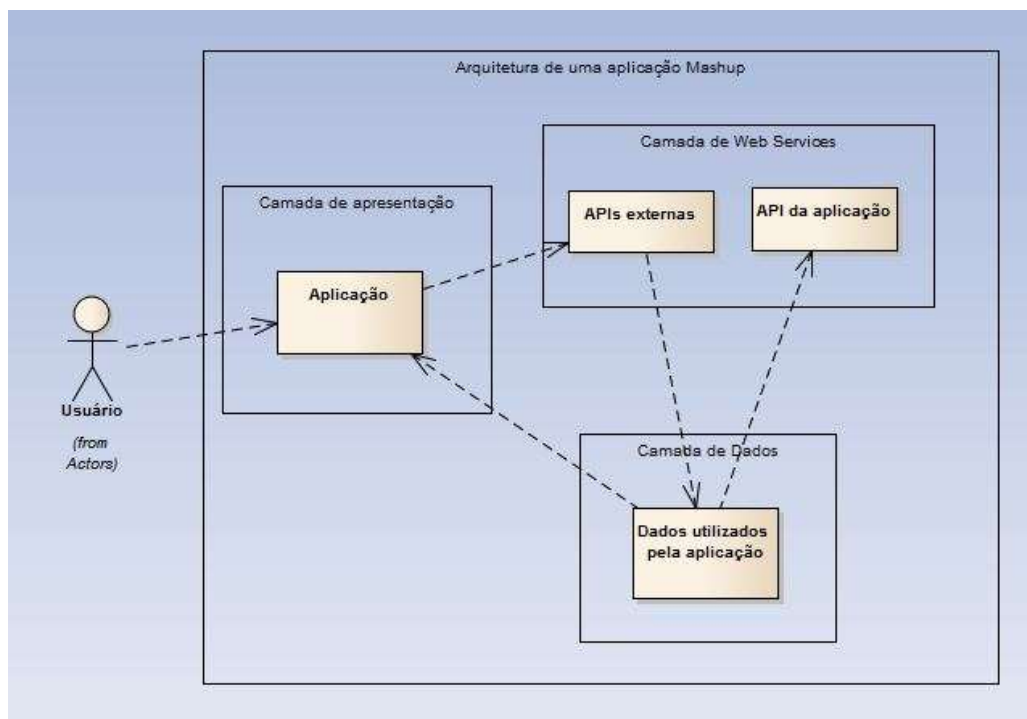 Arquitetura de uma aplicação Mashup
Camada de Web Services
APIs externas
API da aplicação
Camada de apresentação
Aplicação
Usuário
(from
Actors)
Camada de Dados
Dados utilizados
pela aplicação